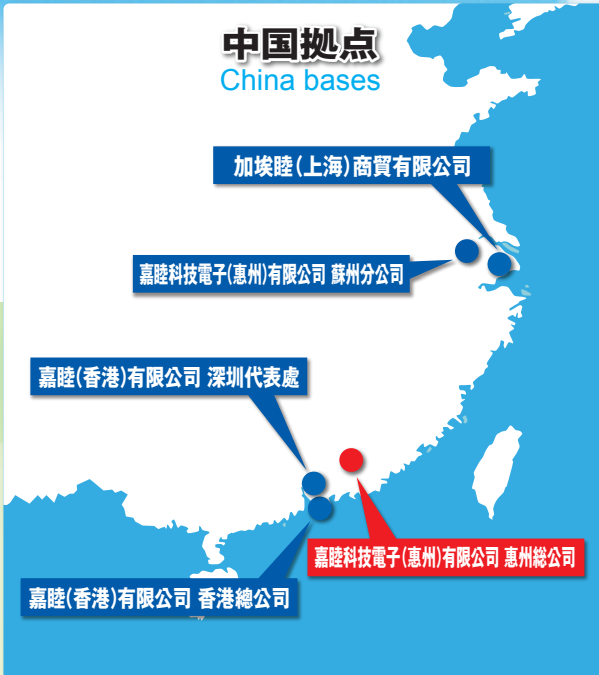 中国拠点
China bases
加埃睦(上海)商貿有限公司
嘉睦科技電子(惠州)有限公司 蘇州分公司
嘉睦(香港)有限公司 深圳代表處
嘉睦科技電子(惠州)有限公司 惠州総公司
嘉睦(香港)有限公司 香港總公司